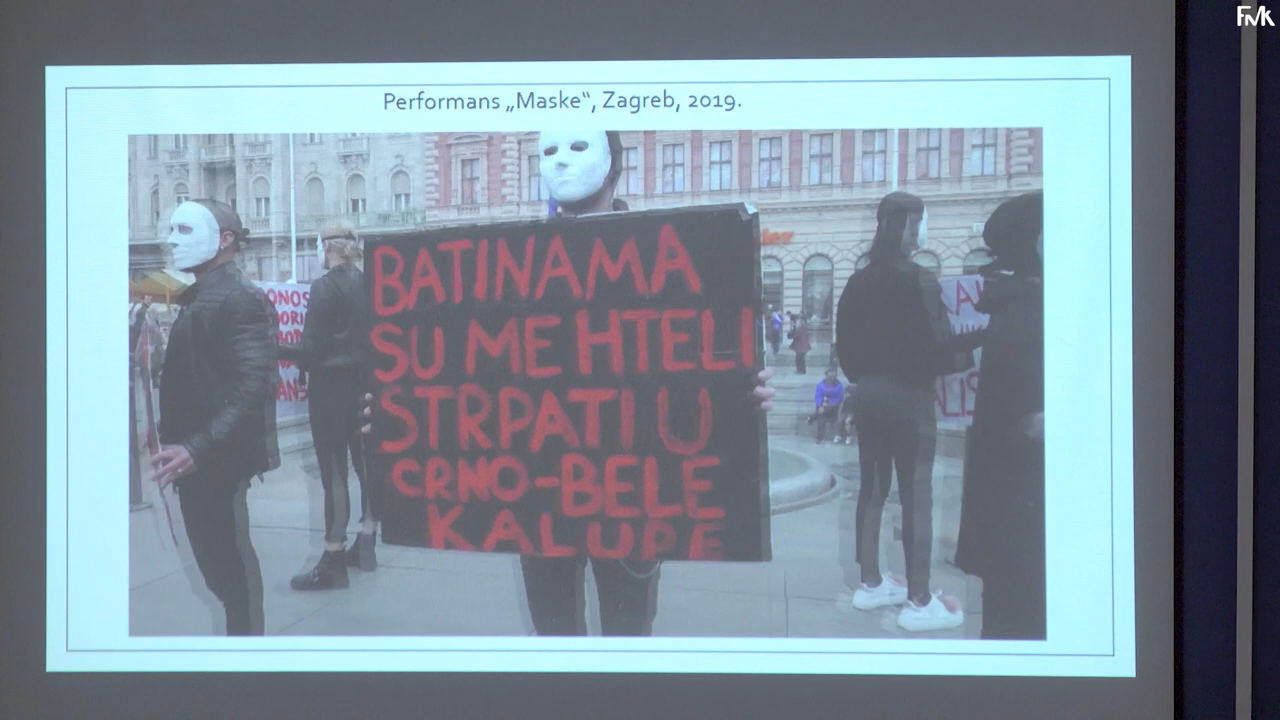 FMK
Performans „Maske“, Zagreb, 2019.
BATINAMA
SU ME HTELI
STRPATI U
CRNO-BELE
KALUPE